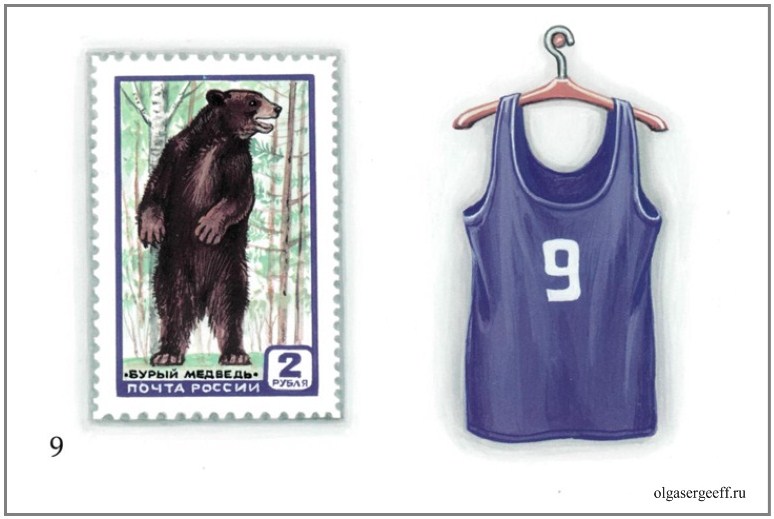 •БУРЫЙ МЕДВЕДЬ•
ПОЧТА РОССИИ
2
РУБЛЯ
9
9
olgasergeeff.ru